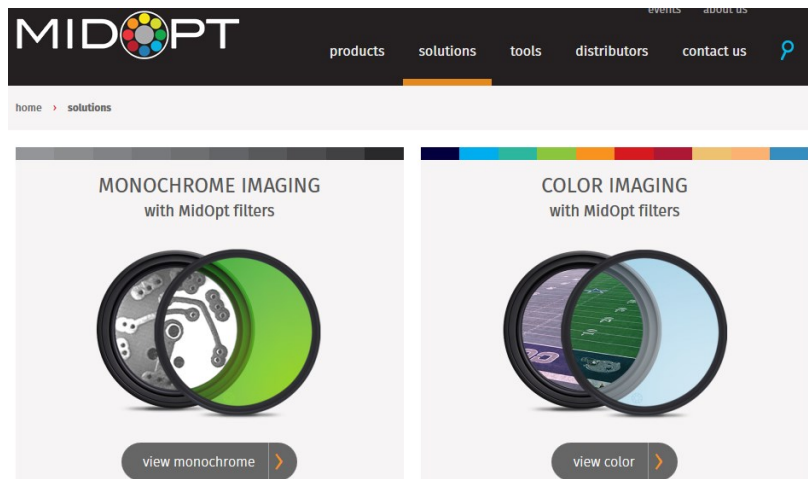 events about us
MIDOPT
products solutions tools distributors contact us
home > solutions
MONOCHROME IMAGING
with MidOpt filters
view monochrome >
COLOR IMAGING
with MidOpt filters
view color >